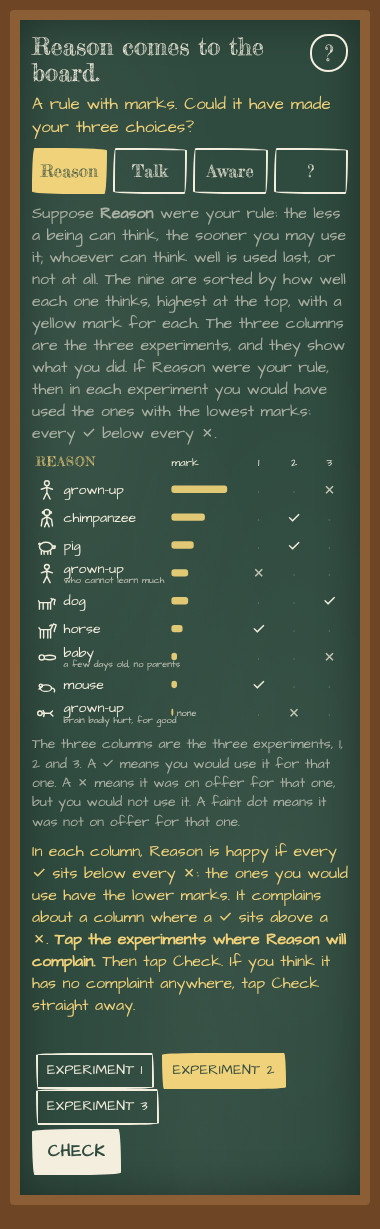 Reason comes to the
board.
?
A rule with marks. Could it have made
your three choices?
Reason Talk Aware ?
Suppose Reason were your rule: the less
a being can think, the sooner you may use
it; whoever can think well is used last, or
not at all. The nine are sorted by how well
each one thinks, highest at the top, with a
yellow mark for each. The three columns
are the three experiments, and they show
what you did. If Reason were your rule,
then in each experiment you would have
used the ones with the lowest marks:
every ✓ below every ×.
REASON mark 1 2 3
grown-up · · ×
chimpanzee · ✓ ·
pig · ✓ ·
grown-up × · ·
who cannot learn much
dog · · ✓
horse ✓ · ·
baby · · ×
a few days old, no parents
mouse ✓ · ·
grown-up none · × ·
brain badly hurt, for good
The three columns are the three experiments, 1,
2 and 3. A ✓ means you would use it for that
one. A × means it was on offer for that one,
but you would not use it. A faint dot means it
was not on offer for that one.
In each column, Reason is happy if every
✓ sits below every ×: the ones you would
use have the lower marks. It complains
about a column where a ✓ sits above a
×. Tap the experiments where Reason will
complain. Then tap Check. If you think it
has no complaint anywhere, tap Check
straight away.
EXPERIMENT 1 EXPERIMENT 2
EXPERIMENT 3
CHECK